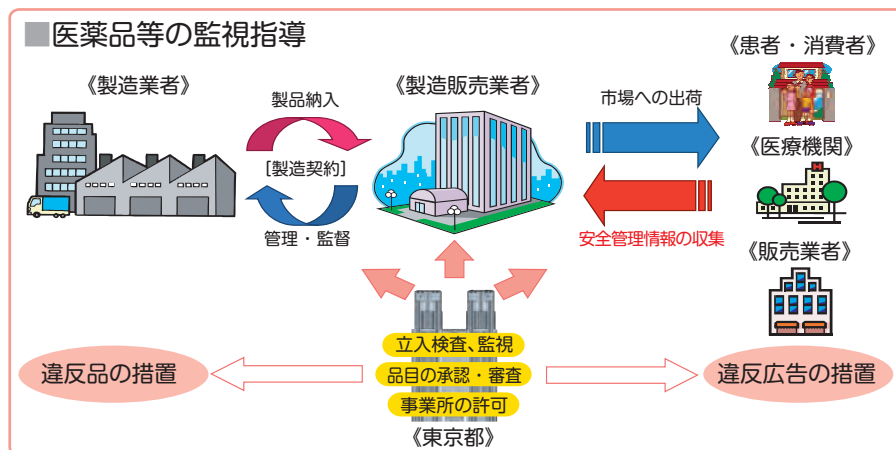 ■医薬品等の監視指導
《患者・消費者》
《製造業者》
製品納入
《製造販売業者》
市場への出荷
[製造契約]
《医療機関》
H
管理・監督
安全管理情報の収集
《販売業者》
立入検査、監視
違反品の措置
品目の承認・審査
違反広告の措置
事業所の許可
《東京都》